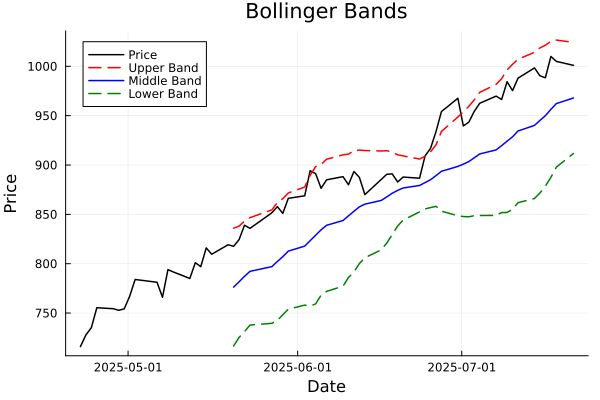 Bollinger Bands
Price
Upper Band
Middle Band
Lower Band
1000
950
900
850
800
750
Price
2025-05-01
2025-06-01
2025-07-01
Date